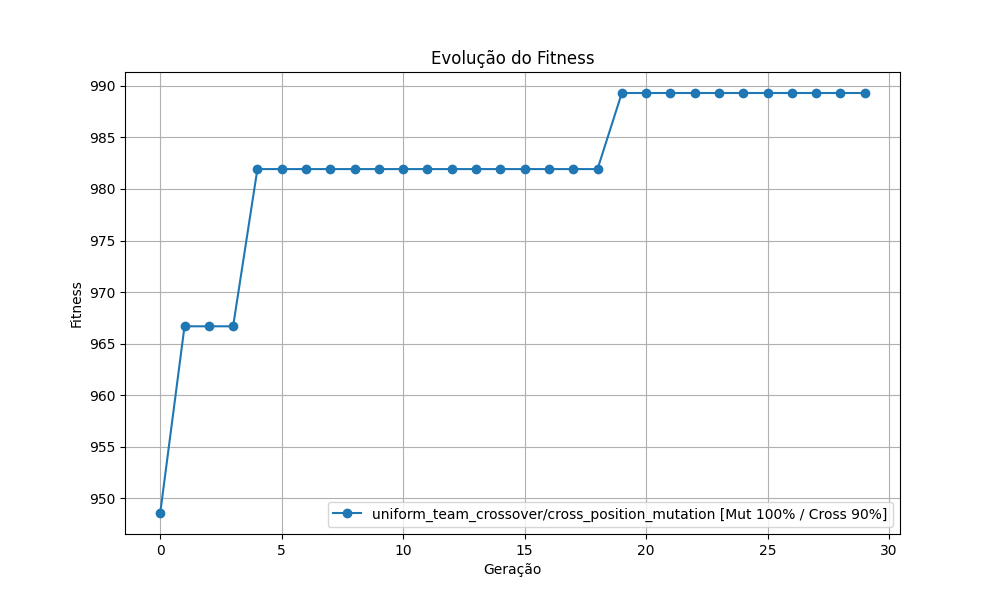 Evolução do Fitness
Fitness
990
985
980
975
970
965
960
955
950
uniform_team_crossover/cross_position_mutation [Mut 100% / Cross 90%]
0 5 10 15 20 25 30
Geração